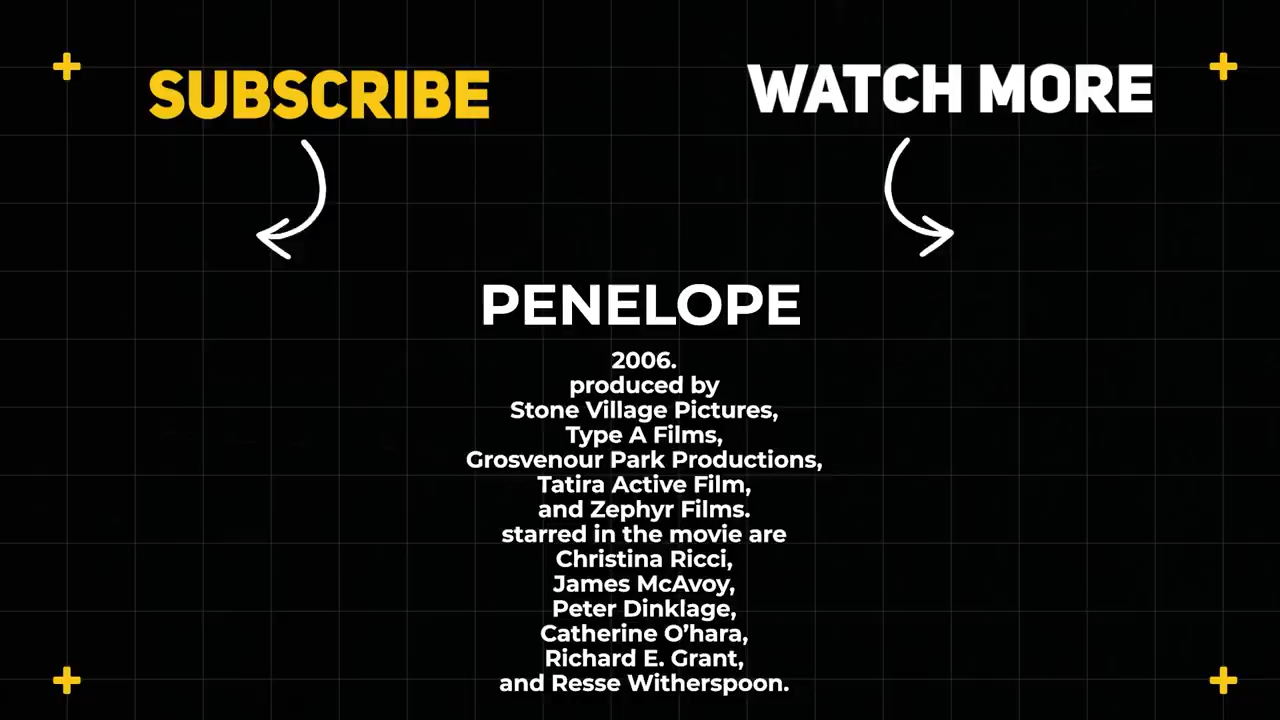 SUBSCRIBE
WATCH MORE
PENELOPE
2006.
produced by
Stone Village Pictures,
Type A Films,
Grosvenour Park Productions,
Tatira Active Film,
and Zephyr Films.
starred in the movie are
Christina Ricci,
James McAvoy,
Peter Dinklage,
Catherine O’hara,
Richard E. Grant,
and Resse Witherspoon.